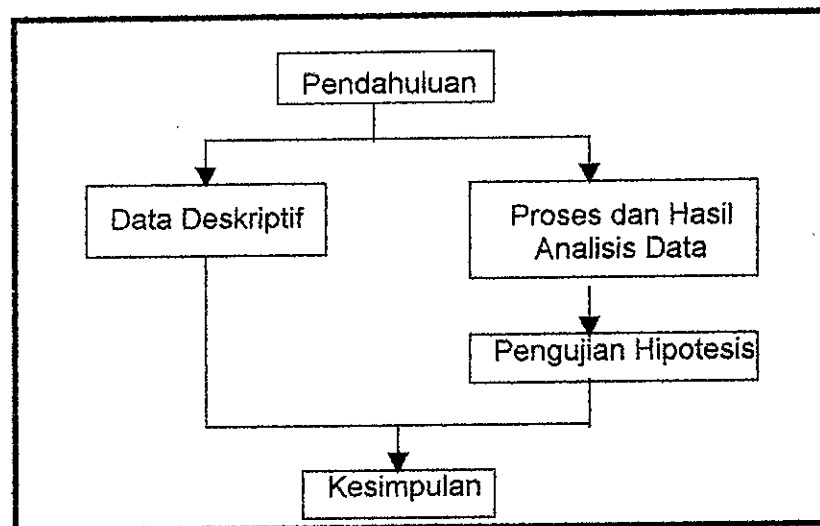 Pendahuluan
Data Deskriptif
Proses dan Hasil
Analisis Data
Pengujian Hipotesis
Kesimpulan